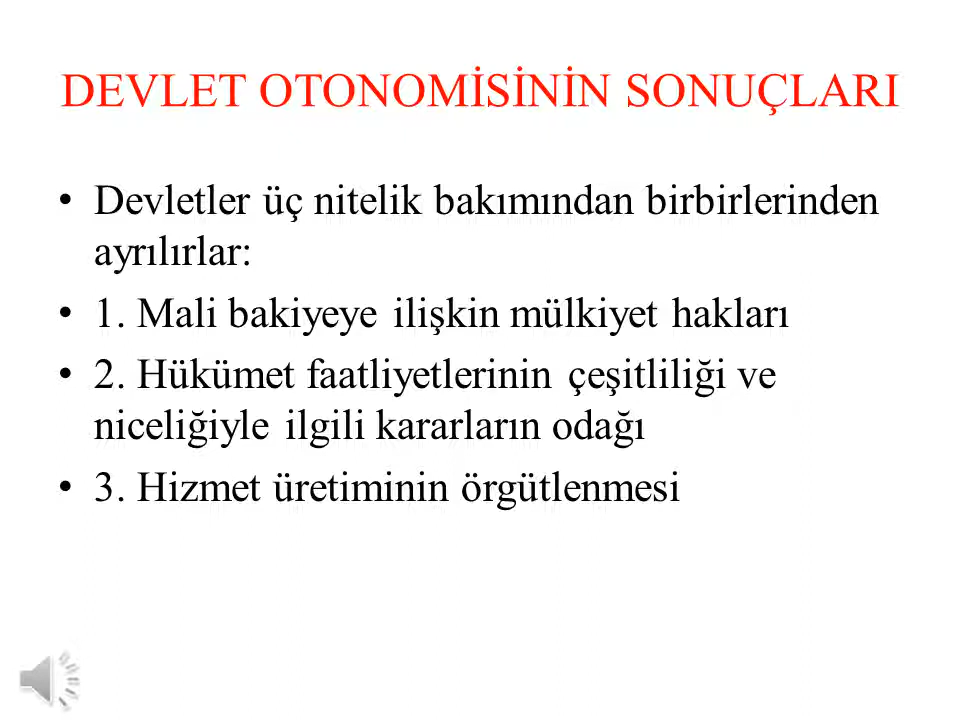 DEVLET OTONOMİSİNİN SONUÇLARI
• Devletler üç nitelik bakımından birbirlerinden
ayrılırlar:
• 1. Mali bakiyeye ilişkin mülkiyet hakları
• 2. Hükümet faatliyetlerinin çeşitliliği ve
niceliğiyle ilgili kararların odağı
• 3. Hizmet üretiminin örgütlenmesi